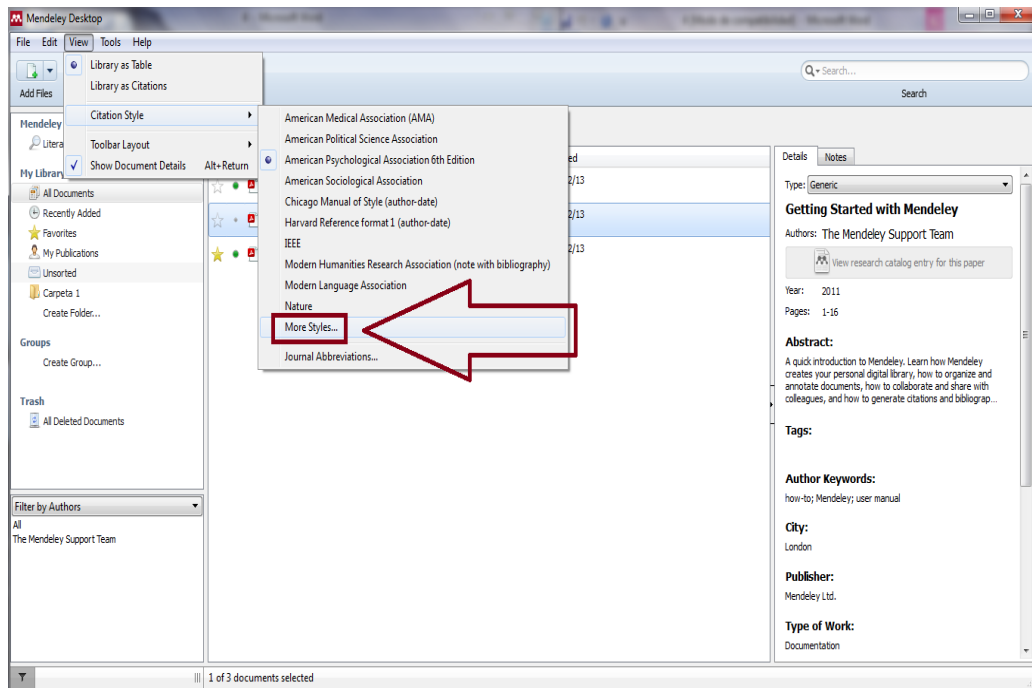 Mendeley Desktop
File Edit View Tools Help
Library as Table
Library as Citations
Citation Style
Toolbar Layout
Show Document Details Alt+Return
American Medical Association (AMA)
American Political Science Association
American Psychological Association 6th Edition
American Sociological Association
Chicago Manual of Style (author-date)
Harvard Reference format 1 (author-date)
IEEE
Modern Humanities Research Association (note with bibliography)
Modern Language Association
Nature
More Styles...
Journal Abbreviations...
Add Files
Search...
Search
Mendeley
Litera
My Library
All Documents
Recently Added
Favorites
My Publications
Unsorted
Carpeta 1
Create Folder...
Groups
Create Group...
Trash
All Deleted Documents
Filter by Authors
All
The Mendeley Support Team
ed
2/13
2/13
2/13
Details Notes
Type: Generic
Getting Started with Mendeley
Authors: The Mendeley Support Team
View research catalog entry for this paper
Year: 2011
Pages: 1-16
Abstract:
A quick introduction to Mendeley. Learn how Mendeley
creates your personal digital library, how to organize and
annotate documents, how to collaborate and share with
colleagues, and how to generate citations and bibliograp...
Tags:
Author Keywords:
how-to; Mendeley; user manual
City:
London
Publisher:
Mendeley Ltd.
Type of Work:
Documentation
1 of 3 documents selected